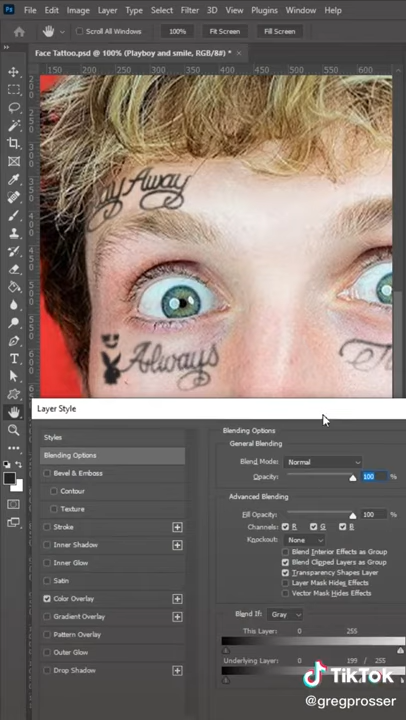 Ps File Edit Image Layer Type Select Filter 3D View Plugins Window Help
Scroll All Windows 100% Fit Screen Fill Screen
Face Tattoo.psd @ 100% (Playboy and smile, RGB/8#) *
150 200 250 300 350 400 450 500 550 600
Away
Always
Layer Style
Styles
Blending Options
Bevel & Emboss
Contour
Texture
Stroke
Inner Shadow
Inner Glow
Satin
Color Overlay
Gradient Overlay
Pattern Overlay
Outer Glow
Drop Shadow
Blending Options
General Blending
Blend Mode: Normal
Opacity: 100 %
Advanced Blending
Fill Opacity: 100 %
Channels: R G B
Knockout: None
Blend Interior Effects as Group
Blend Clipped Layers as Group
Transparency Shapes Layer
Layer Mask Hides Effects
Vector Mask Hides Effects
Blend If: Gray
This Layer: 0 255
Underlying Layer: 0 199 / 255
TikTok
@gregprosser